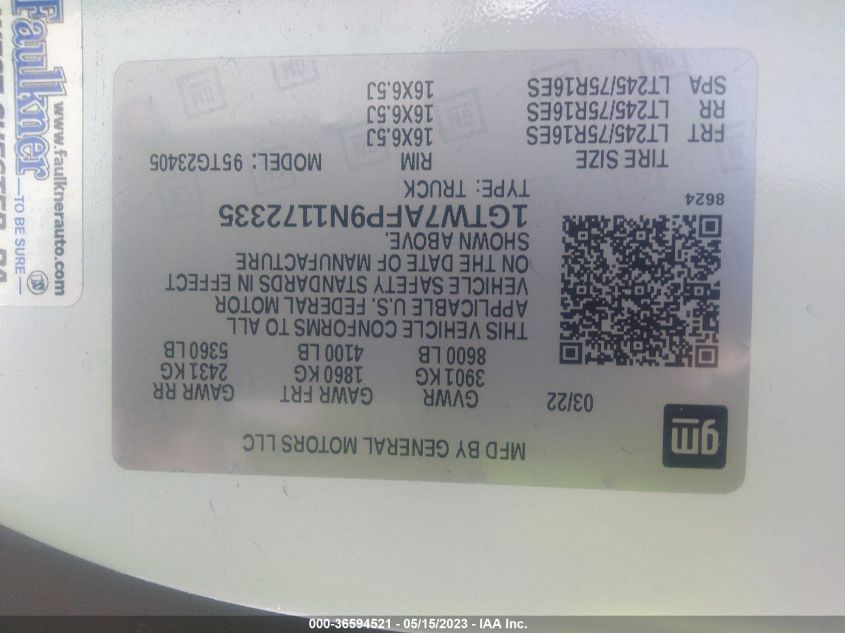 gm
MFD BY GENERAL MOTORS LLC
03/22
GVWR GAWR FRT GAWR RR
3901 KG 1860 KG 2431 KG
8600 LB 4100 LB 5360 LB
THIS VEHICLE CONFORMS TO ALL
APPLICABLE U.S. FEDERAL MOTOR
VEHICLE SAFETY STANDARDS IN EFFECT
ON THE DATE OF MANUFACTURE
SHOWN ABOVE.
1GTW7AFP9N1172335
TYPE: TRUCK
8624
TIRE SIZE RIM MODEL: 95TG23405
FRT LT245/75R16ES 16X6.5J
RR LT245/75R16ES 16X6.5J
SPA LT245/75R16ES 16X6.5J
Faulkner
www.faulknerauto.com
— TO BE SURE —
WEST CHESTER, PA
000-36594521 - 05/15/2023 - IAA Inc.